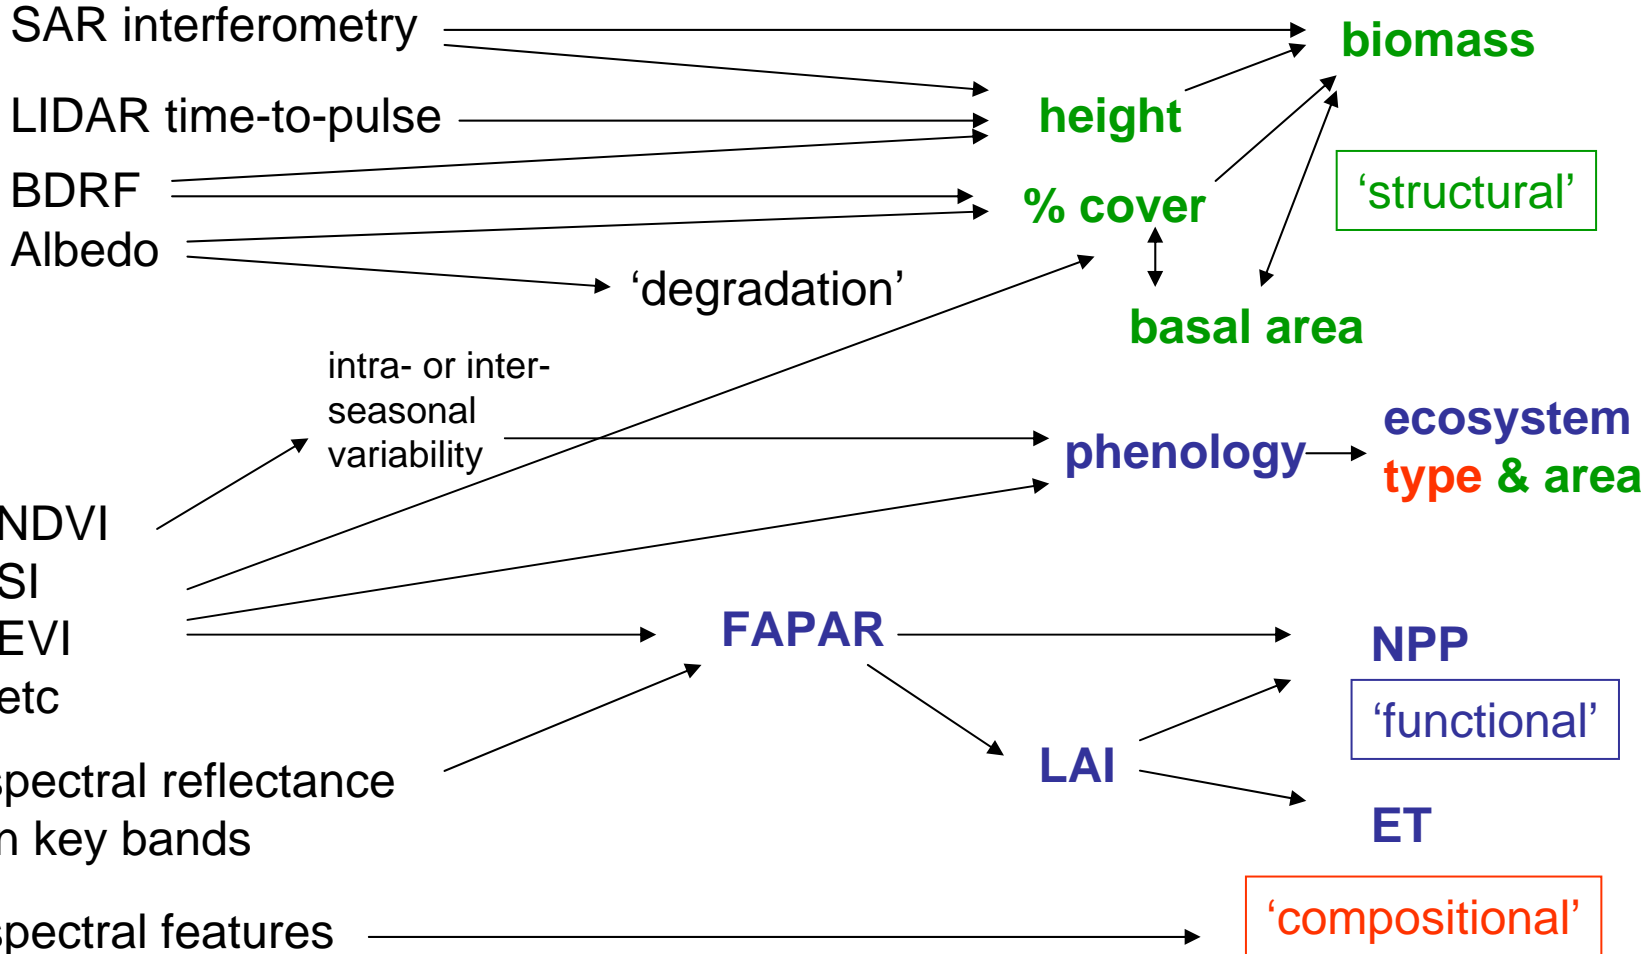 SAR interferometry
biomass
LIDAR time-to-pulse
height
BDRF
% cover
‘structural’
Albedo
‘degradation’
basal area
intra- or inter-
seasonal
variability
phenology
ecosystem
type & area
NDVI
SI
EVI
etc
FAPAR
NPP
‘functional’
LAI
spectral reflectance
n key bands
ET
‘compositional’
spectral features